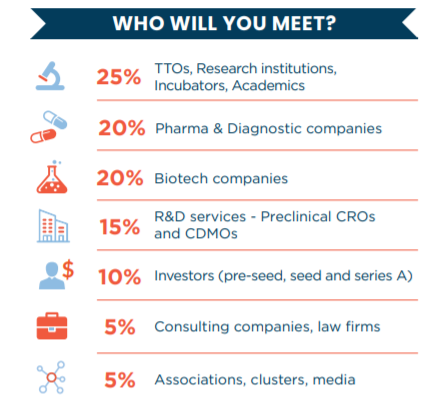 WHO WILL YOU MEET?
25% TTOs, Research institutions,
Incubators, Academics
20% Pharma & Diagnostic companies
20% Biotech companies
15% R&D services - Preclinical CROs
and CDMOs
10% Investors (pre-seed, seed and series A)
5% Consulting companies, law firms
5% Associations, clusters, media